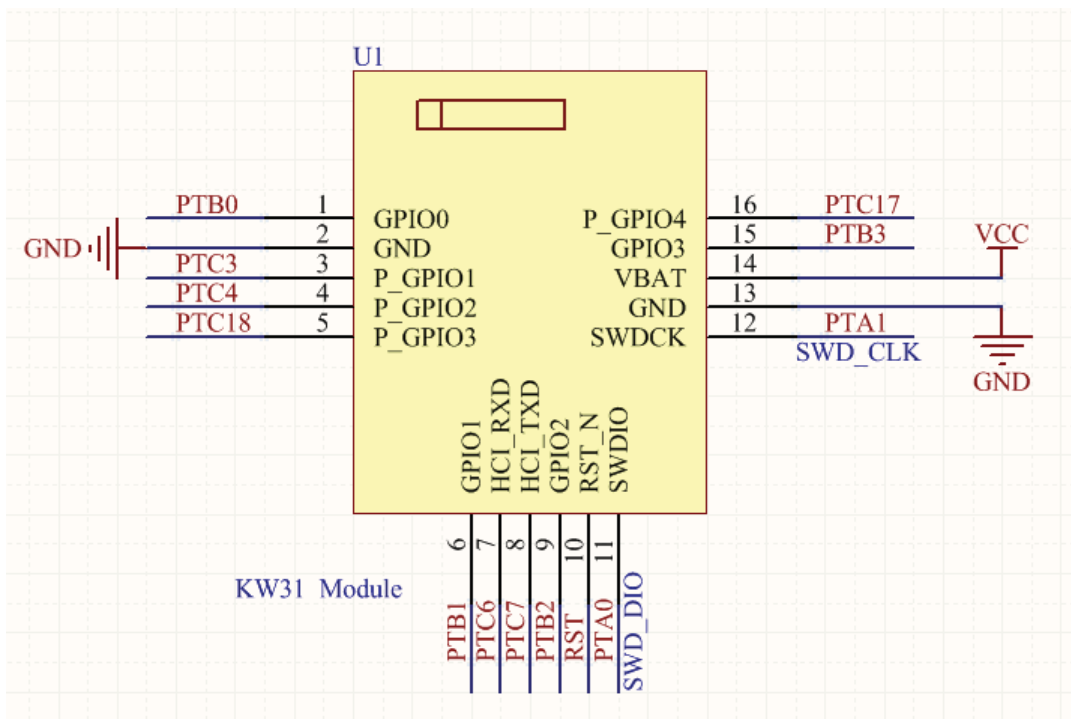 U1
PTB0 1 GPIO0 P_GPIO4 16 PTC17
GND 2 GND GPIO3 15 PTB3 VCC
PTC3 3 P_GPIO1 VBAT 14
PTC4 4 P_GPIO2 GND 13
PTC18 5 P_GPIO3 SWDCK 12 PTA1
SWD_CLK
GND
GPIO1
HCI_RXD
HCI_TXD
GPIO2
RST_N
SWDIO
6 7 8 9 10 11
KW31 Module
PTB1
PTC6
PTC7
PTB2
RST
PTA0
SWD_DIO